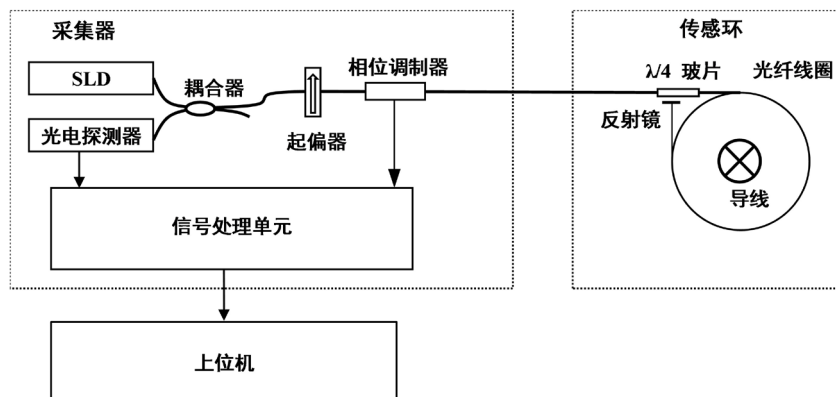 采集器
传感环
SLD
耦合器
相位调制器
λ/4 玻片
光纤线圈
光电探测器
起偏器
反射镜
导线
信号处理单元
上位机